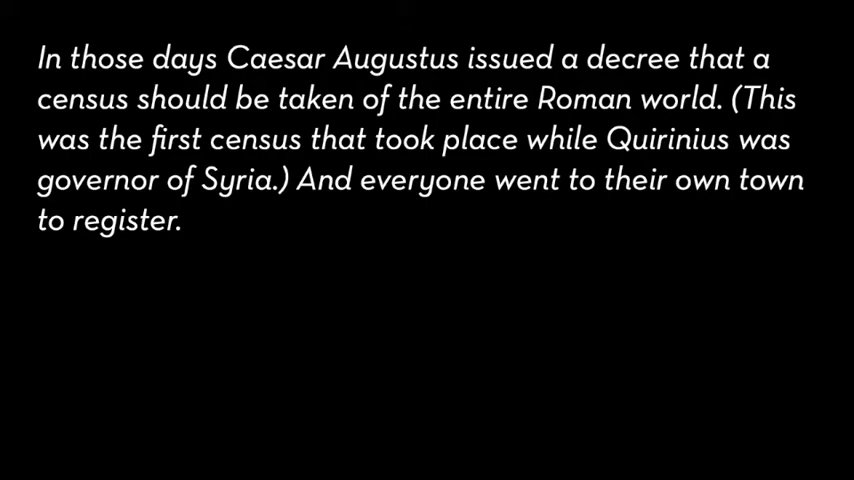 In those days Caesar Augustus issued a decree that a
census should be taken of the entire Roman world. (This
was the first census that took place while Quirinius was
governor of Syria.) And everyone went to their own town
to register.